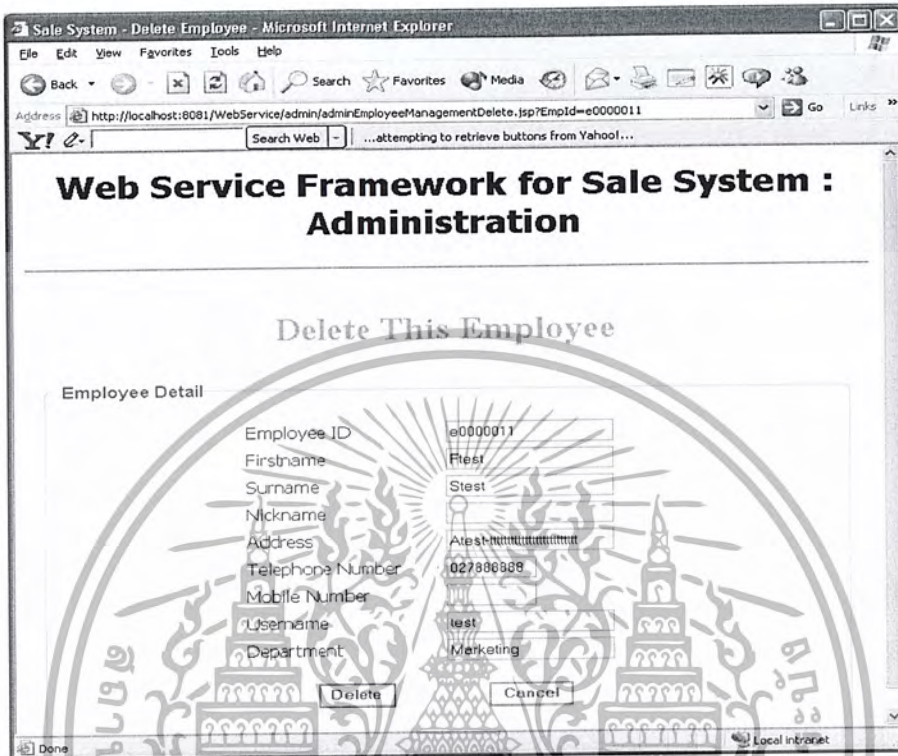 Sale System - Delete Employee - Microsoft Internet Explorer
File Edit View Favorites Tools Help
Back Search Favorites Media
Address http://localhost:8081/WebService/admin/adminEmployeeManagementDelete.jsp?EmpId=e0000011 Go Links »
Y! Search Web ...attempting to retrieve buttons from Yahoo!...
Web Service Framework for Sale System :
Administration
Delete This Employee
Employee Detail
Employee ID e0000011
Firstname Ftest
Surname Stest
Nickname
Address
Telephone Number 027888888
Mobile Number
Username test
Department Marketing
Delete Cancel
Done Local intranet